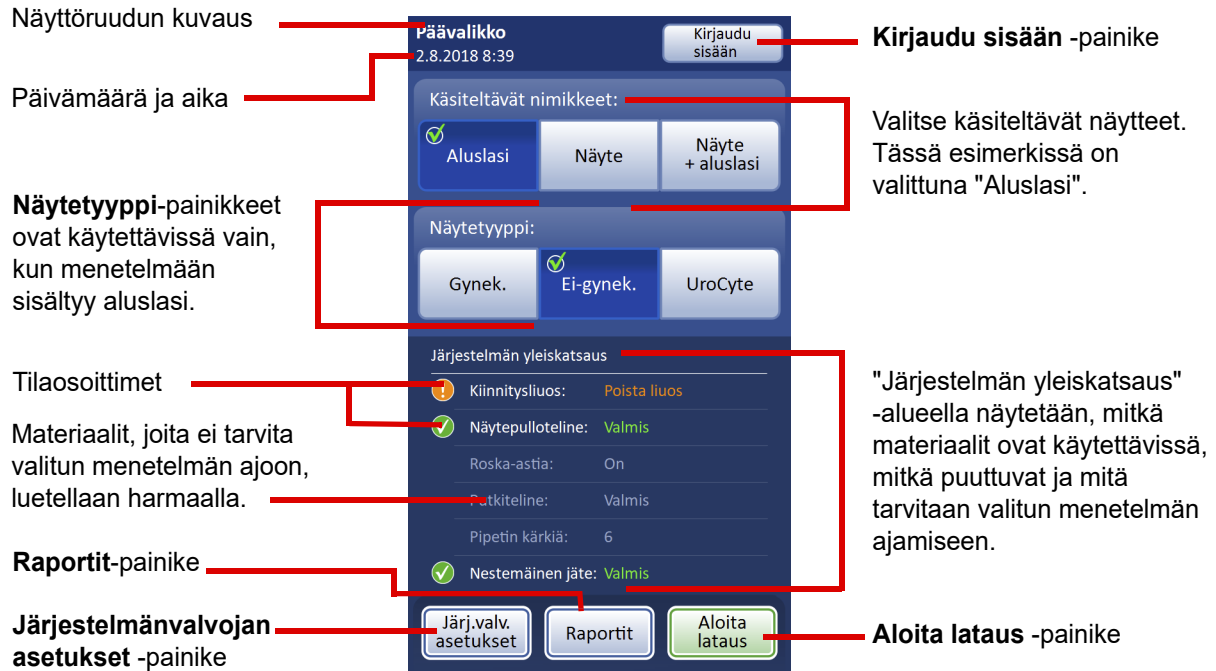 Näyttöruudun kuvaus
Päivämäärä ja aika
Näytetyyppi-painikkeet
ovat käytettävissä vain,
kun menetelmään
sisältyy aluslasi.
Tilaosoittimet
Materiaalit, joita ei tarvita
valitun menetelmän ajoon,
luetellaan harmaalla.
Raportit-painike
Järjestelmänvalvojan
asetukset -painike
Päävalikko
2.8.2018 8:39
Kirjaudu
sisään
Käsiteltävät nimikkeet:
Aluslasi
Näyte
Näyte
+ aluslasi
Näytetyyppi:
Gynek.
Ei-gynek.
UroCyte
Järjestelmän yleiskatsaus
Kiinnitysliuos: Poista liuos
Näytepulloteline: Valmis
Roska-astia: On
Putkiteline: Valmis
Pipetin kärkiä: 6
Nestemäinen jäte: Valmis
Järj.valv.
asetukset
Raportit
Aloita
lataus
Kirjaudu sisään -painike
Valitse käsiteltävät näytteet.
Tässä esimerkissä on
valittuna "Aluslasi".
"Järjestelmän yleiskatsaus"
-alueella näytetään, mitkä
materiaalit ovat käytettävissä,
mitkä puuttuvat ja mitä
tarvitaan valitun menetelmän
ajamiseen.
Aloita lataus -painike